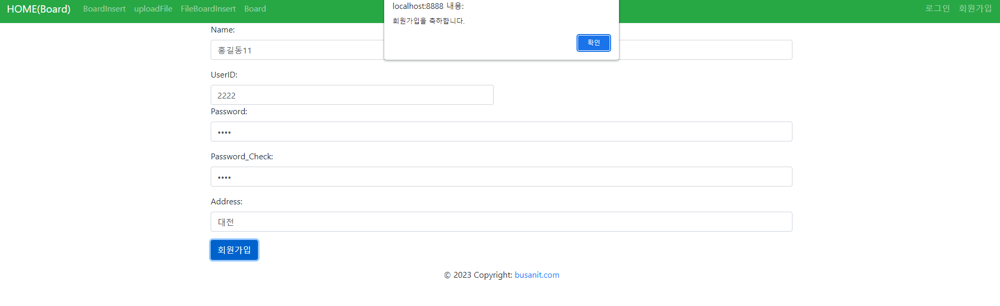 HOME(Board) BoardInsert uploadFile FileBoardInsert Board 로그인 회원가입
localhost:8888 내용:
회원가입을 축하합니다.
확인
Name:
홍길동11
UserID:
2222
Password:
••••
Password_Check:
••••
Address:
대전
회원가입
© 2023 Copyright: busanit.com